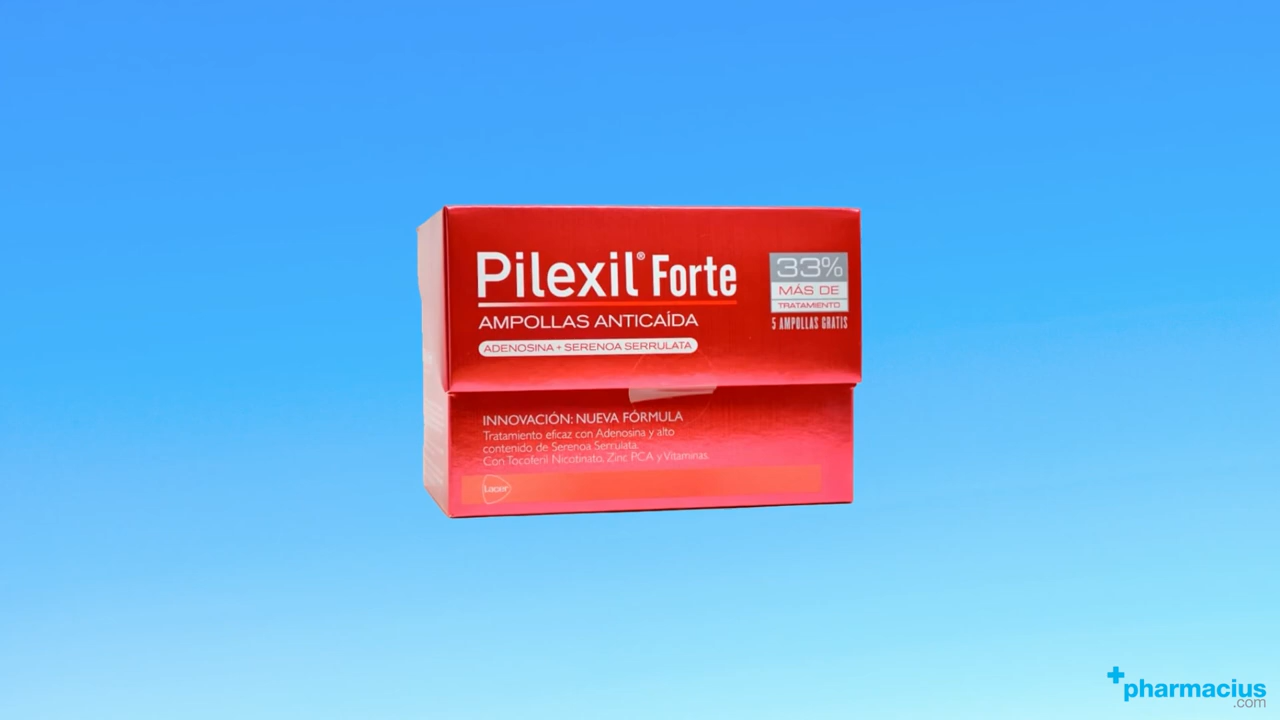 Pilexil® Forte
AMPOLLAS ANTICAÍDA
ADENOSINA + SERENOA SERRULATA
33%
MÁS DE
TRATAMIENTO
5 AMPOLLAS GRATIS
INNOVACIÓN: NUEVA FÓRMULA
Tratamiento eficaz con Adenosina y alto
contenido de Serenoa Serrulata.
Con Tocoferil Nicotinato, Zinc PCA y Vitaminas.
Lacer
+pharmacius
.com